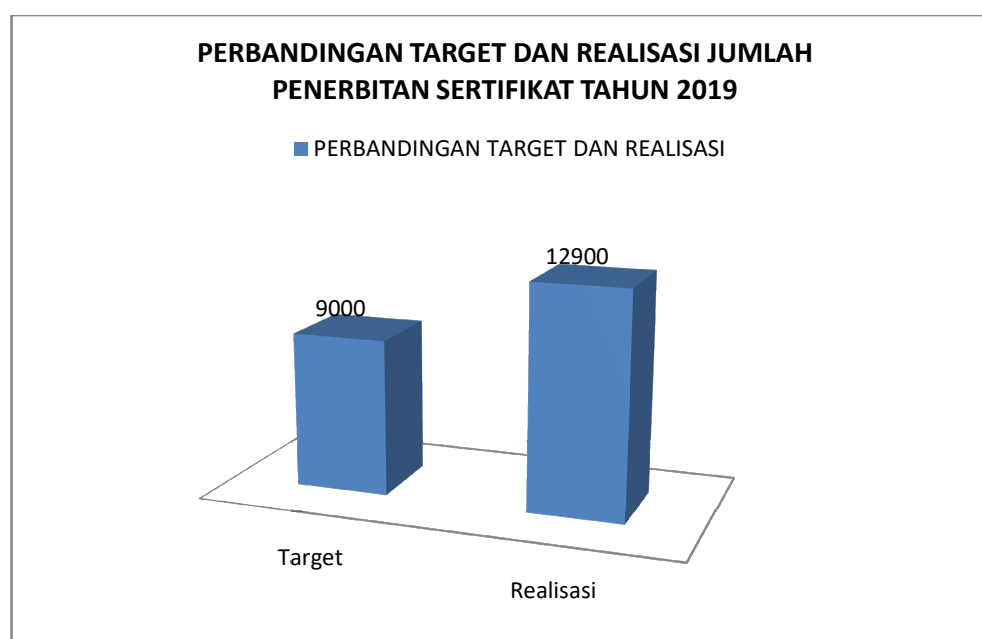 PERBANDINGAN TARGET DAN REALISASI JUMLAH
PENERBITAN SERTIFIKAT TAHUN 2019
PERBANDINGAN TARGET DAN REALISASI
9000
12900
Target
Realisasi